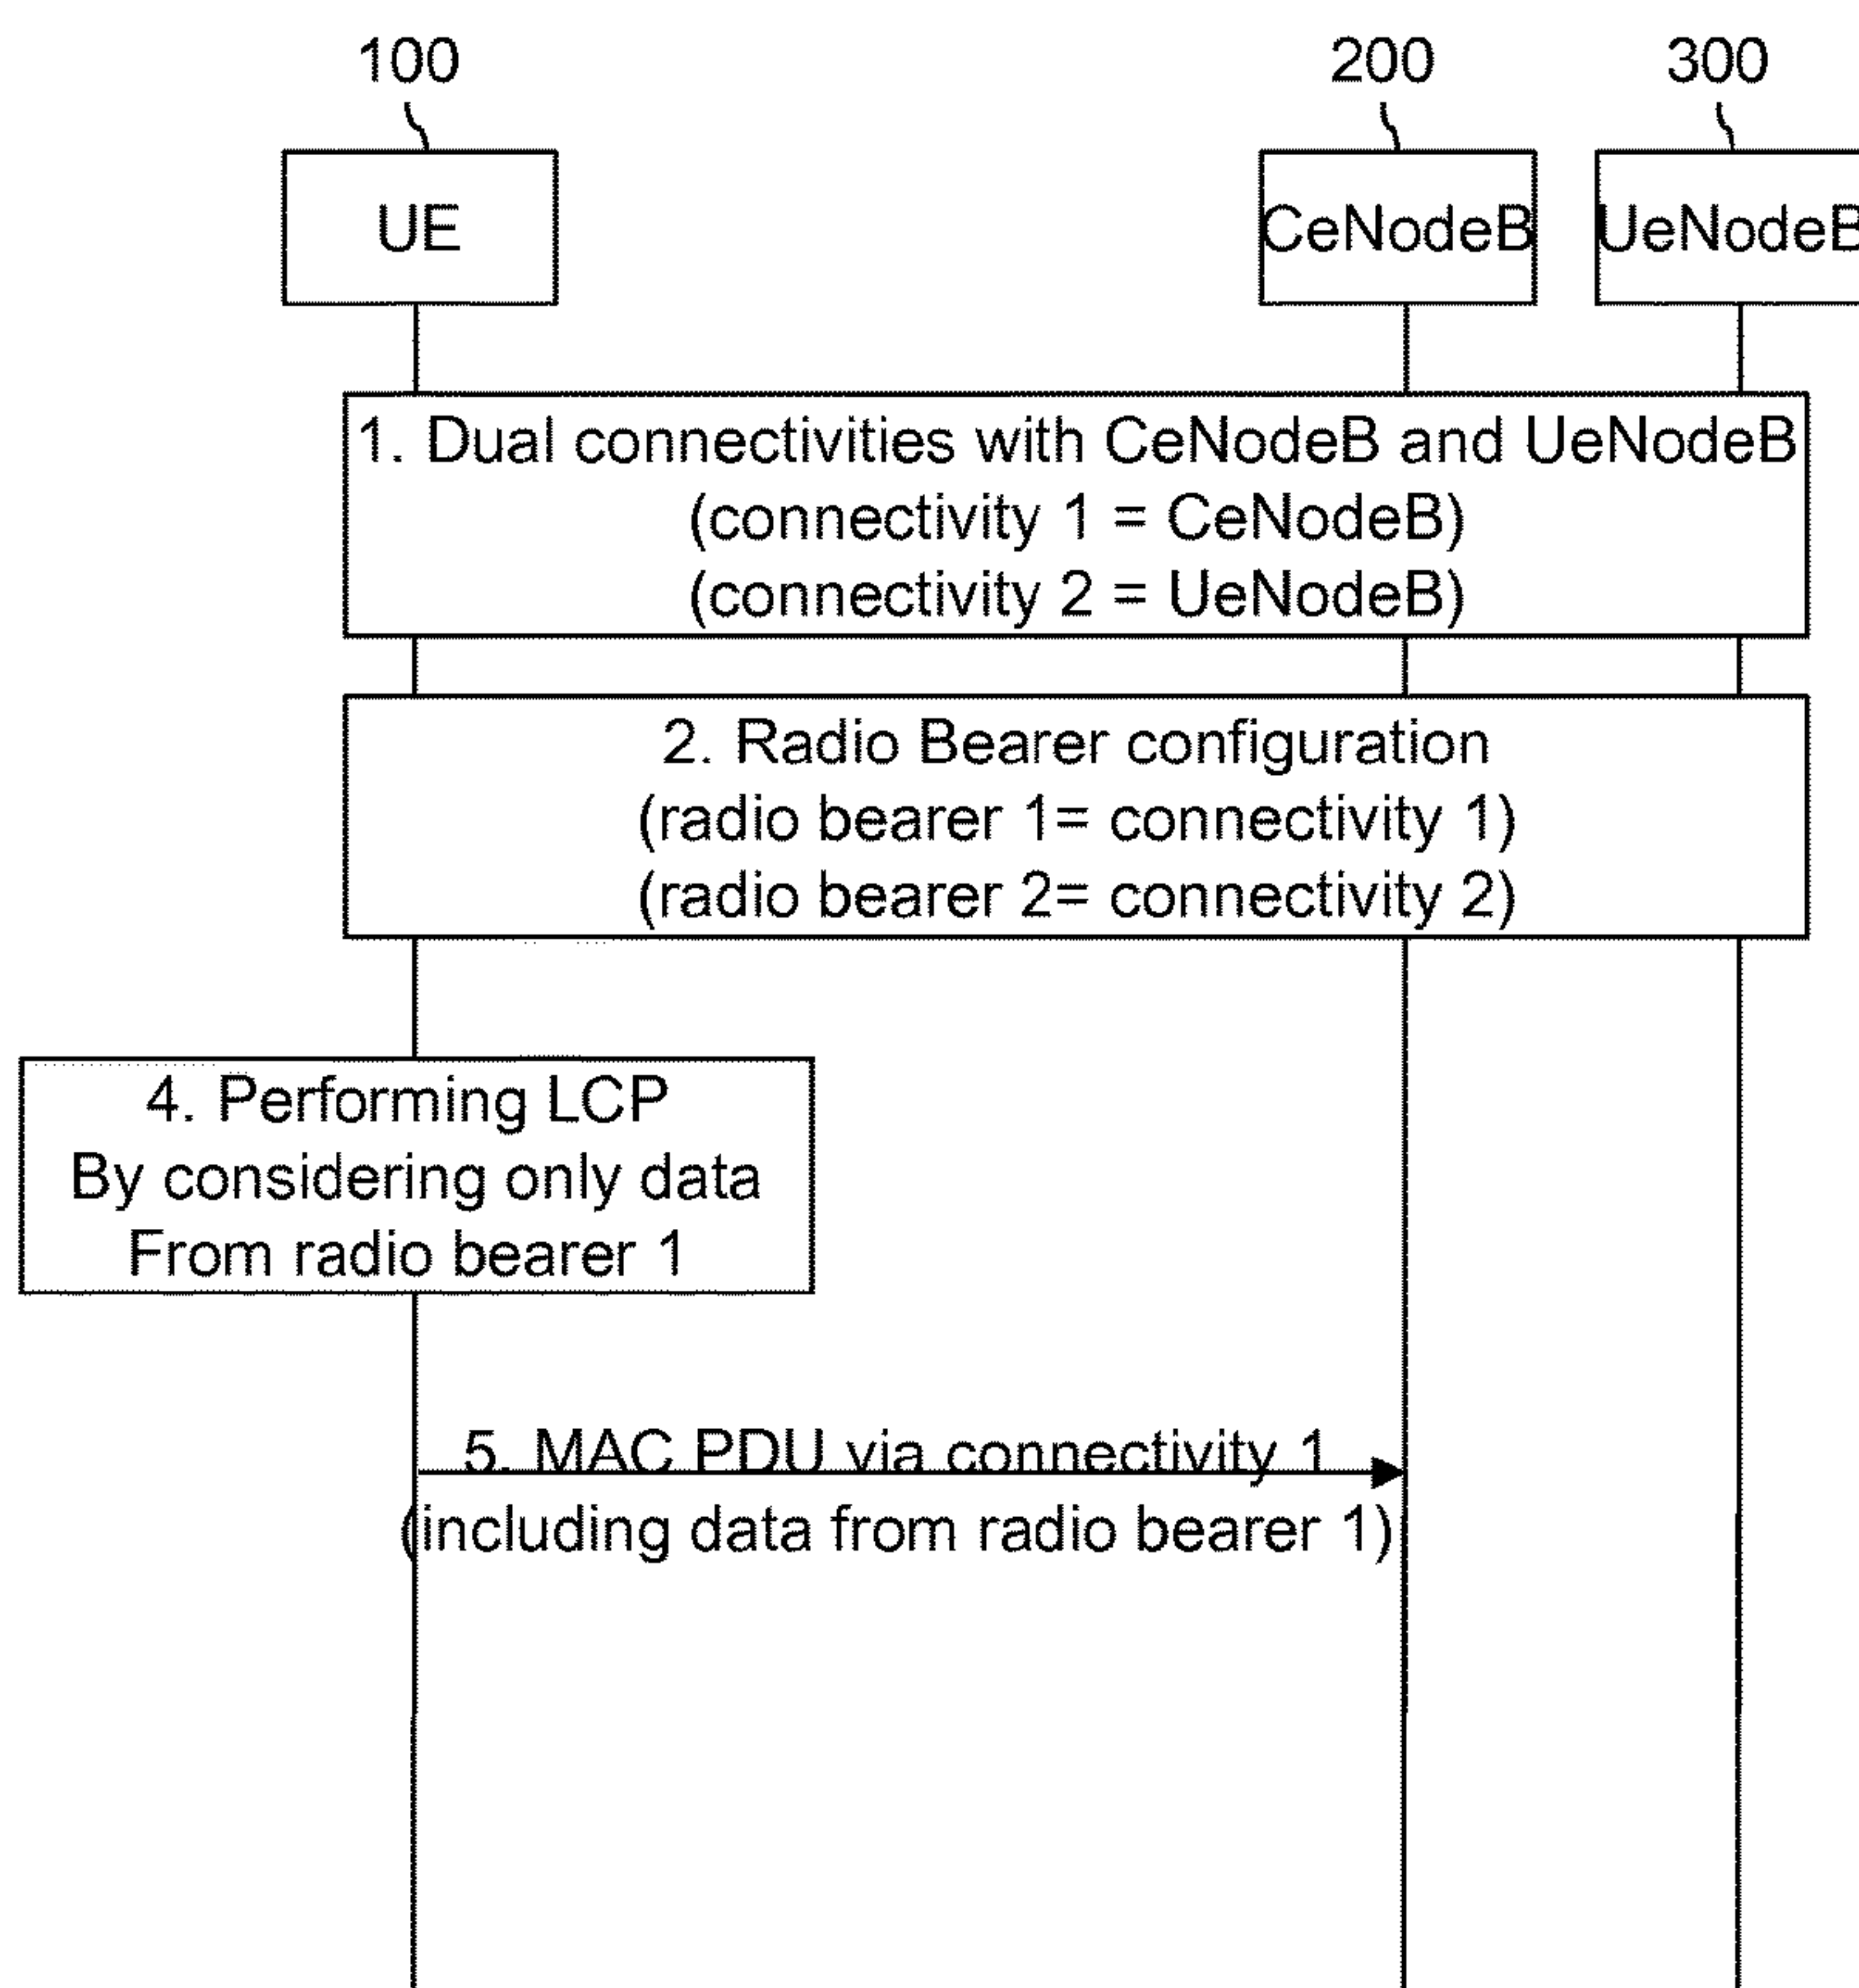 100
200
300
UE
CeNodeB
UeNodeB
1. Dual connectivities with CeNodeB and UeNodeB
(connectivity 1 = CeNodeB)
(connectivity 2 = UeNodeB)
2. Radio Bearer configuration
(radio bearer 1= connectivity 1)
(radio bearer 2= connectivity 2)
4. Performing LCP
By considering only data
From radio bearer 1
5. MAC PDU via connectivity 1
(including data from radio bearer 1)